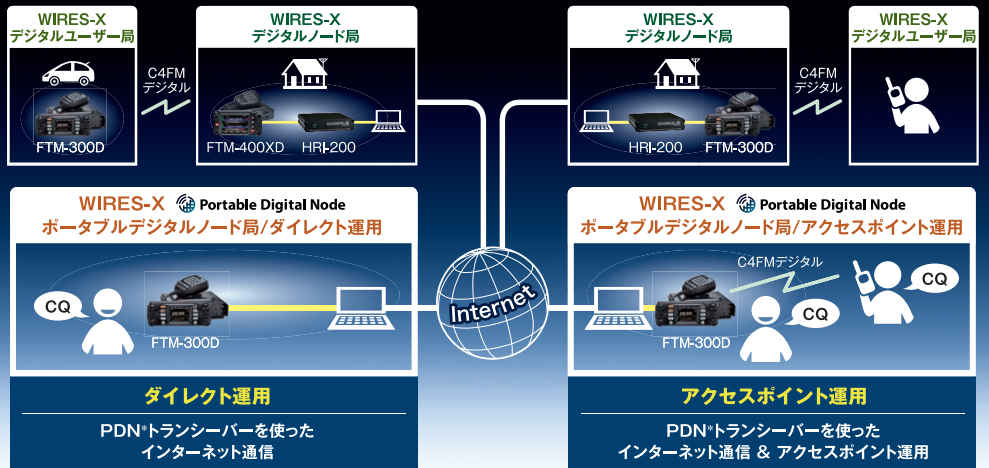 WIRES-X
デジタルユーザー局
C4FM
デジタル
FTM-300D
WIRES-X
デジタルノード局
FTM-400XD
HRI-200
WIRES-X
デジタルノード局
HRI-200
FTM-300D
C4FM
デジタル
WIRES-X
デジタルユーザー局
WIRES-X Portable Digital Node
ポータブルデジタルノード局/ダイレクト運用
CQ
FTM-300D
Internet
WIRES-X Portable Digital Node
ポータブルデジタルノード局/アクセスポイント運用
C4FMデジタル
CQ
CQ
FTM-300D
ダイレクト運用
PDN*トランシーバーを使った
インターネット通信
アクセスポイント運用
PDN*トランシーバーを使った
インターネット通信 & アクセスポイント運用